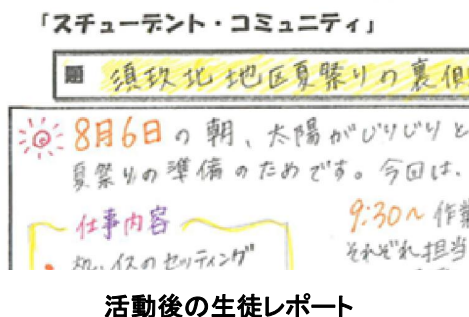 「スチューデント・コミュニティ」
題 須玖北地区夏祭りの裏側
8月6日の朝、太陽がじりじりと
夏祭りの準備のためです。今回は、
仕事内容
9:30~ 作業
それぞれ担当
机、イスのセッティング
活動後の生徒レポート